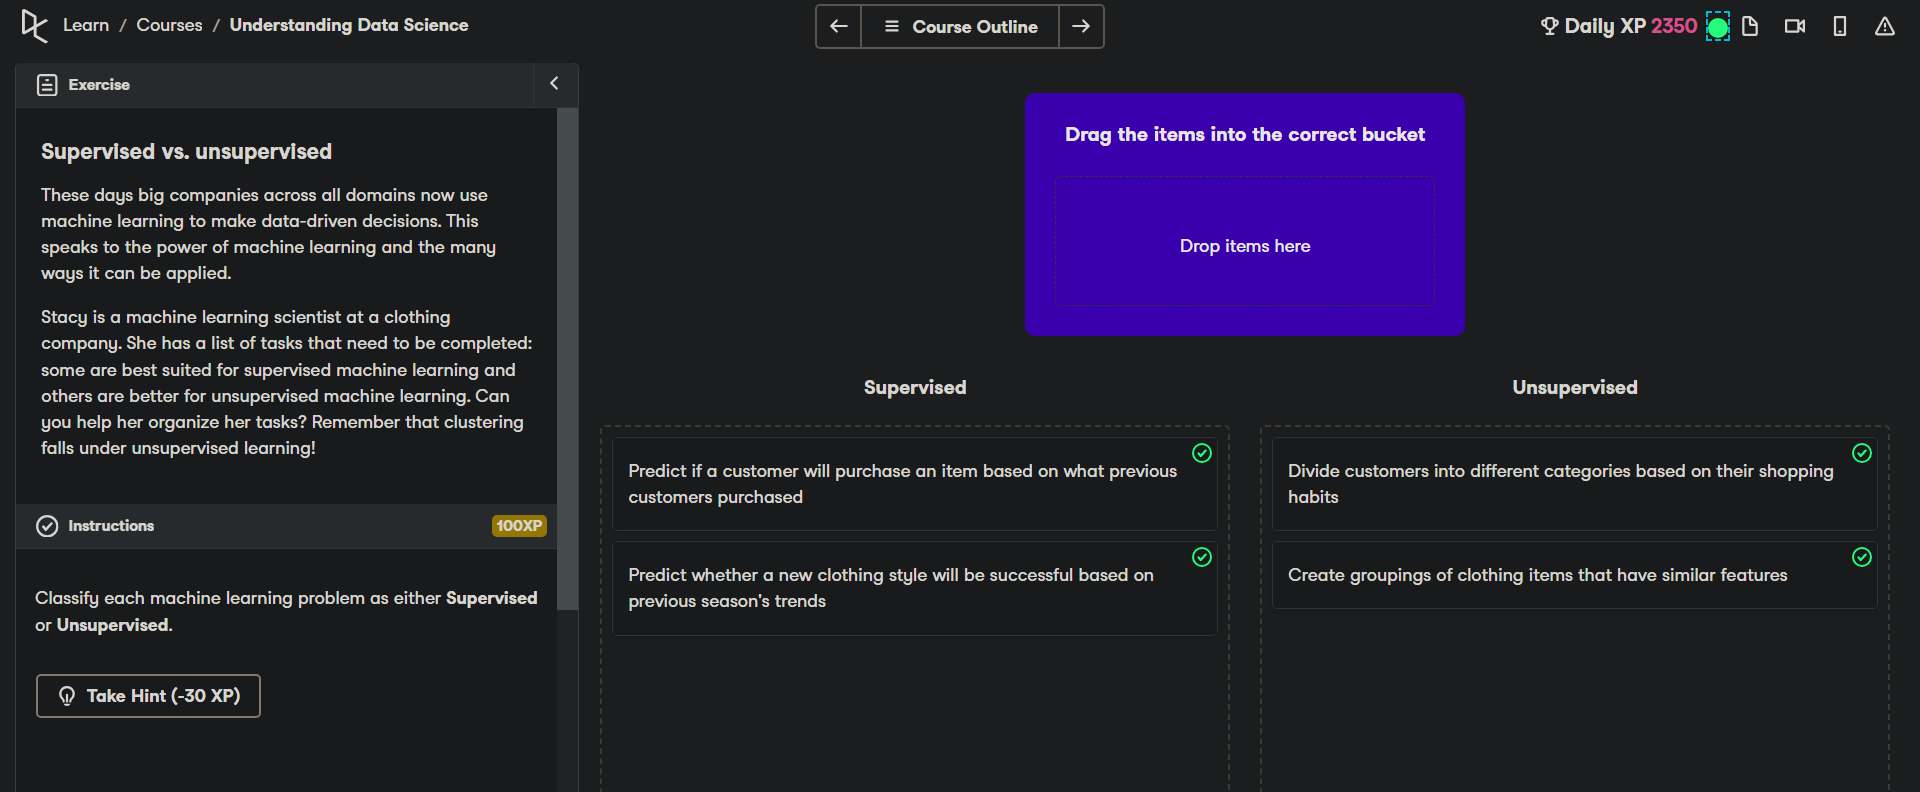 Learn / Courses / Understanding Data Science
Course Outline
Daily XP 2350
Exercise
Supervised vs. unsupervised
These days big companies across all domains now use
machine learning to make data-driven decisions. This
speaks to the power of machine learning and the many
ways it can be applied.
Stacy is a machine learning scientist at a clothing
company. She has a list of tasks that need to be completed:
some are best suited for supervised machine learning and
others are better for unsupervised machine learning. Can
you help her organize her tasks? Remember that clustering
falls under unsupervised learning!
Instructions
100XP
Classify each machine learning problem as either Supervised
or Unsupervised.
Take Hint (-30 XP)
Drag the items into the correct bucket
Drop items here
Supervised
Predict if a customer will purchase an item based on what previous
customers purchased
Predict whether a new clothing style will be successful based on
previous season's trends
Unsupervised
Divide customers into different categories based on their shopping
habits
Create groupings of clothing items that have similar features